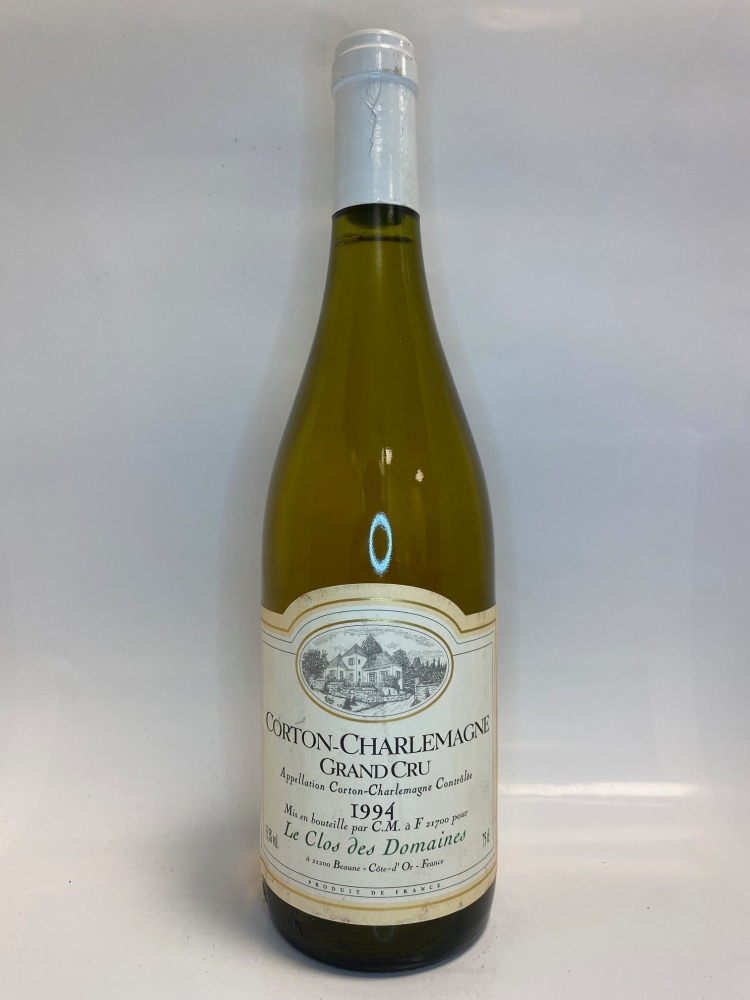 CORTON-CHARLEMAGNE
GRAND CRU
Appellation Corton-Charlemagne Contrôlée
1994
Mis en bouteille par C.M. à F 21700 pour
Le Clos des Domaines
75 cl
à 21200 Beaune - Côte-d'Or - France
PRODUIT DE FRANCE